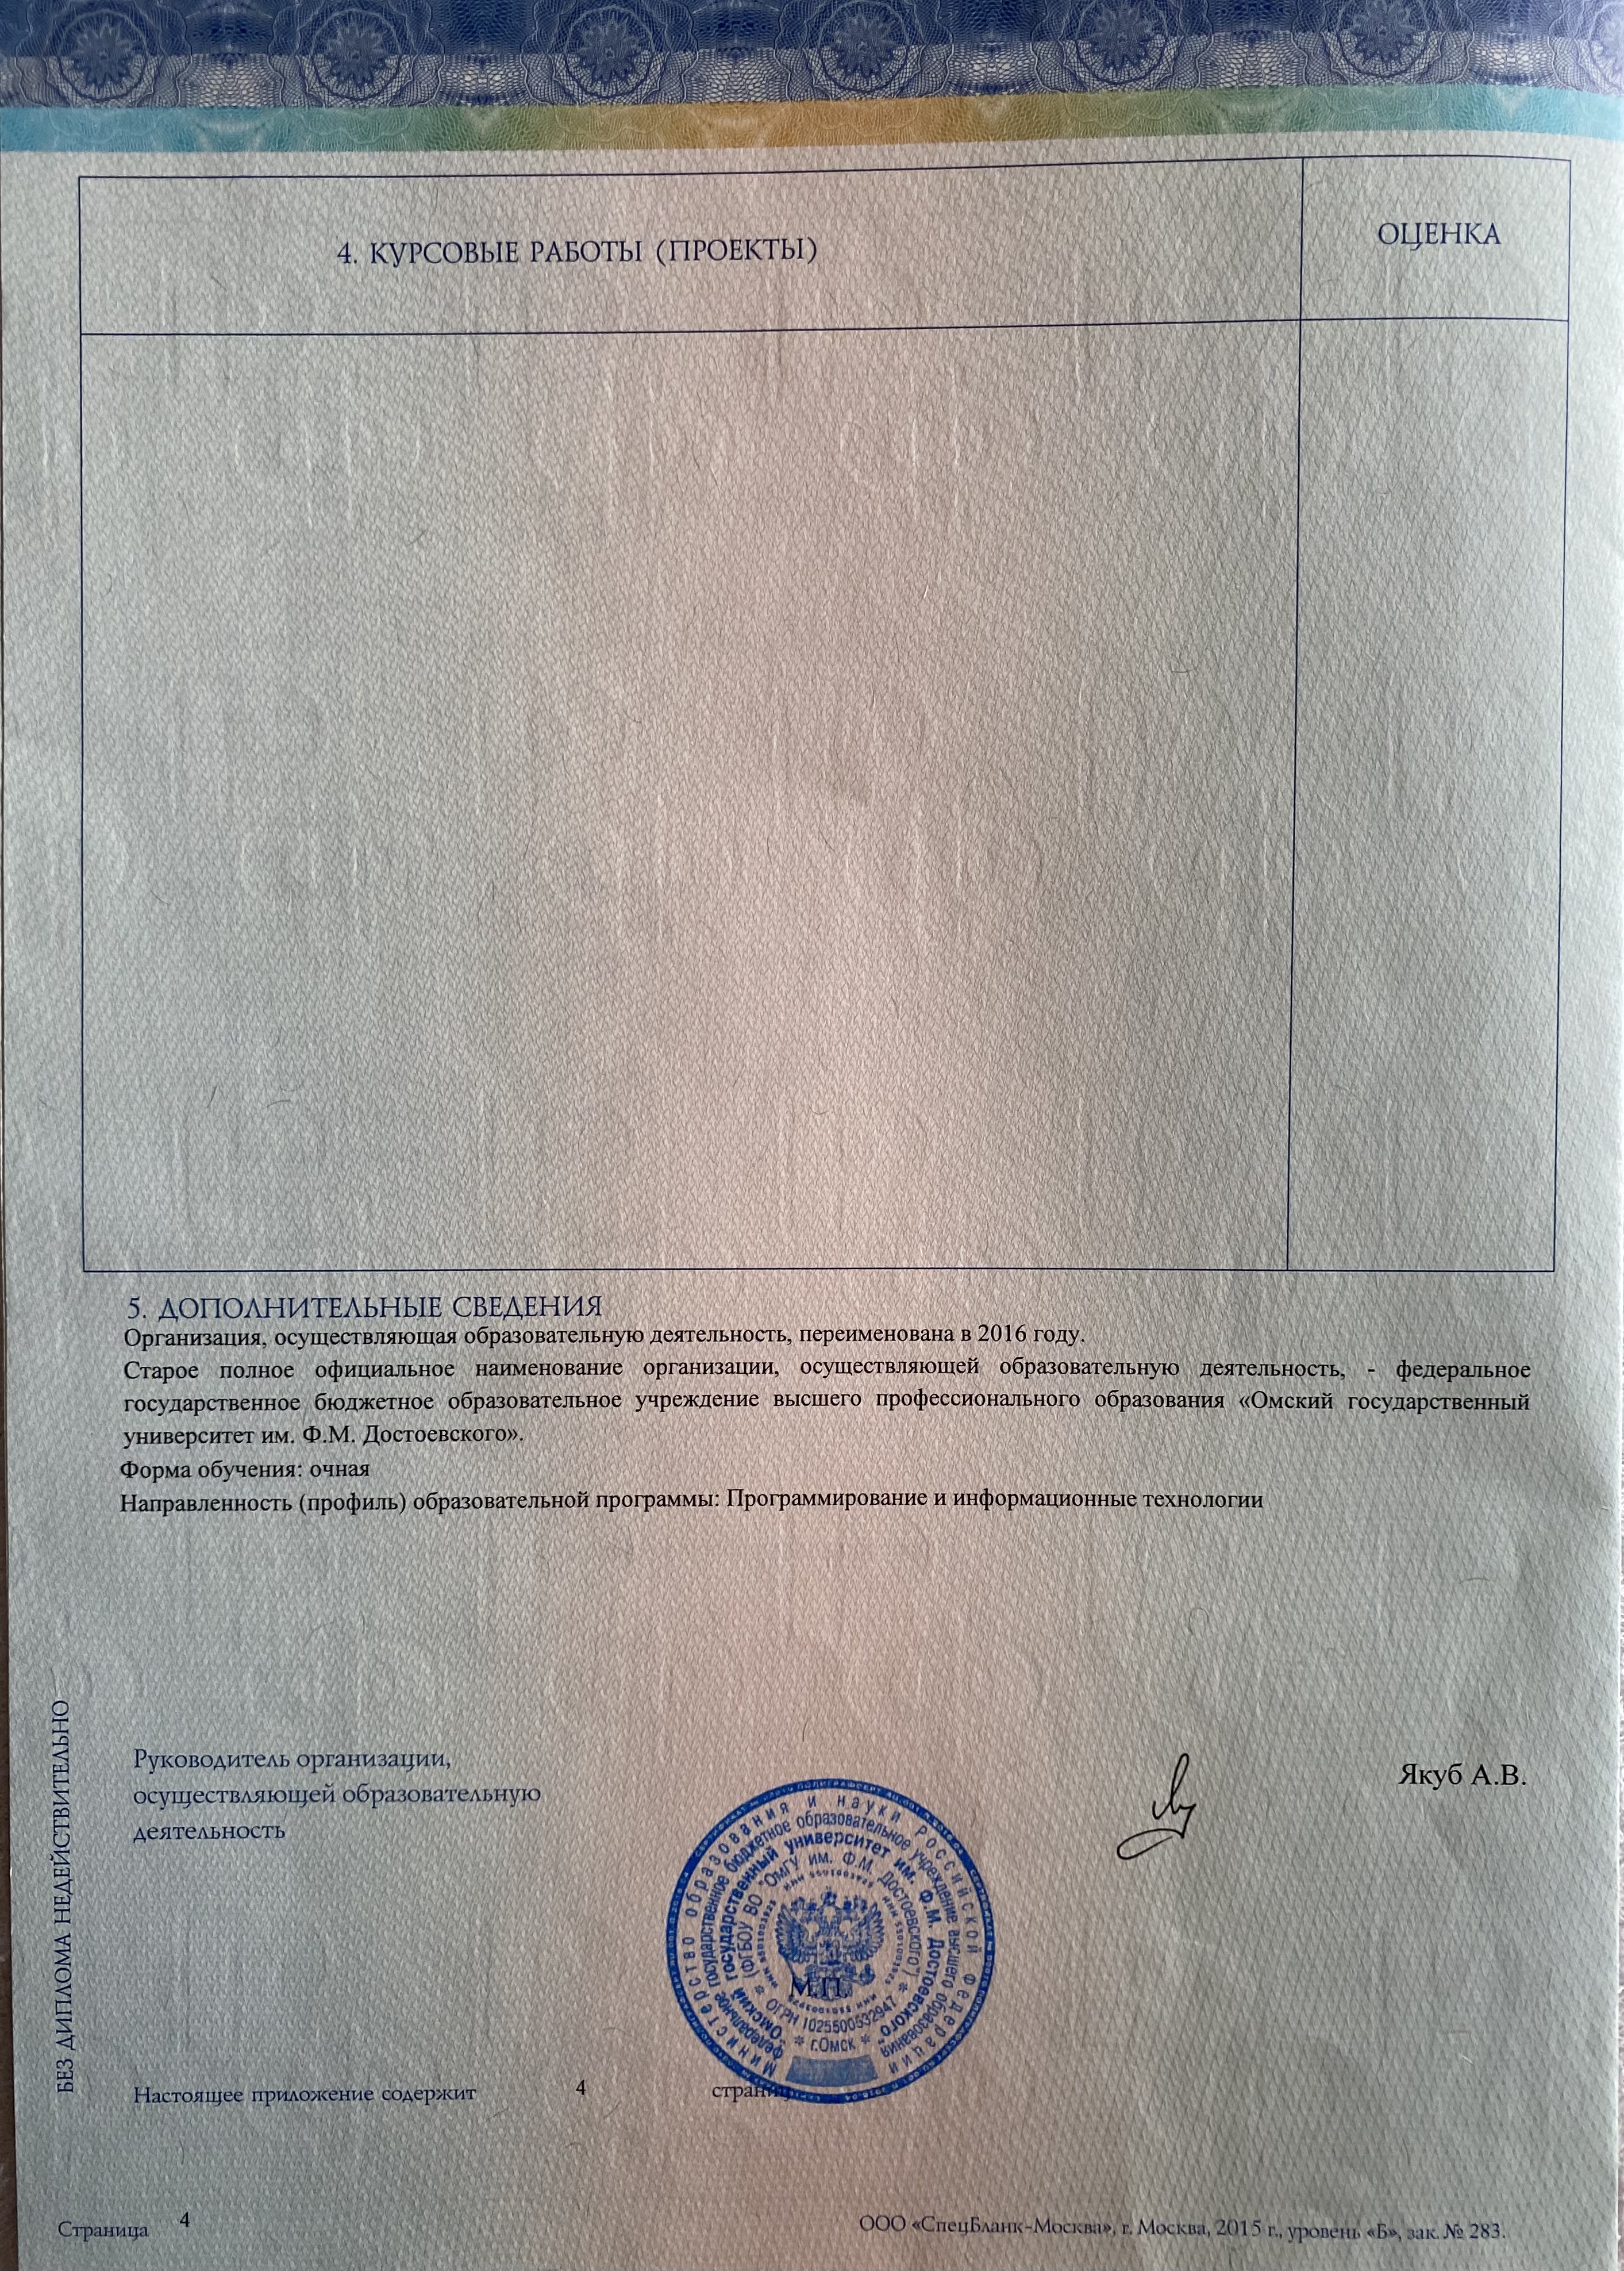 4. КУРСОВЫЕ РАБОТЫ (ПРОЕКТЫ)
ОЦЕНКА
5. ДОПОЛНИТЕЛЬНЫЕ СВЕДЕНИЯ
Организация, осуществляющая образовательную деятельность, переименована в 2016 году.
Старое полное официальное наименование организации, осуществляющей образовательную деятельность, - федеральное
государственное бюджетное образовательное учреждение высшего профессионального образования «Омский государственный
университет им. Ф.М. Достоевского».
Форма обучения: очная
Направленность (профиль) образовательной программы: Программирование и информационные технологии
БЕЗ ДИПЛОМА НЕДЕЙСТВИТЕЛЬНО
Руководитель организации,
осуществляющей образовательную
деятельность
Якуб А.В.
Министерство образования и науки Российской Федерации
федеральное государственное бюджетное образовательное учреждение высшего образования
"Омский государственный университет им. Ф.М. Достоевского"
(ФГБОУ ВО "ОмГУ им. Ф.М. Достоевского")
* ОГРН 1025500532947 *
* г.Омск *
М.П.
Настоящее приложение содержит 4 страниц
Страница 4
ООО «СпецБланк-Москва», г. Москва, 2015 г., уровень «Б», зак. № 283.